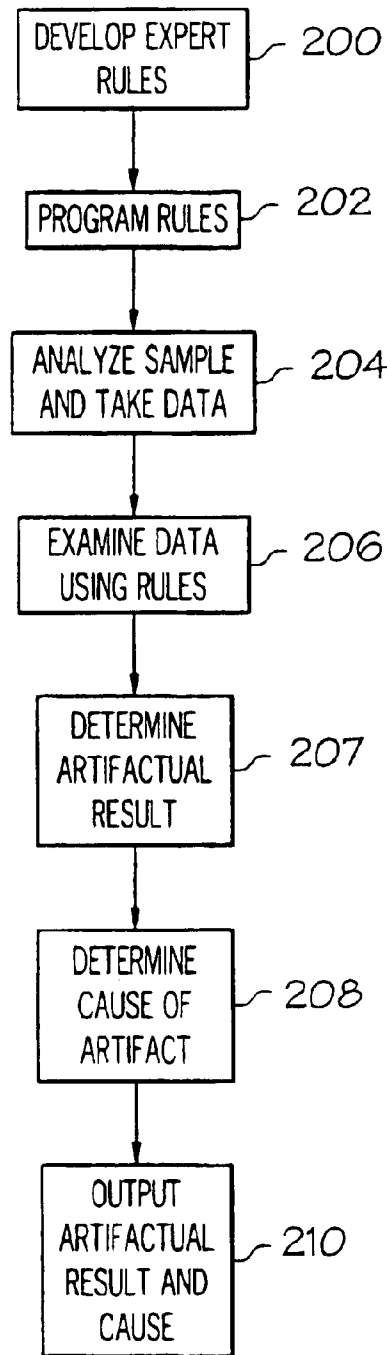 DEVELOP EXPERT
RULES
200
PROGRAM RULES
202
ANALYZE SAMPLE
AND TAKE DATA
204
EXAMINE DATA
USING RULES
206
DETERMINE
ARTIFACTUAL
RESULT
207
DETERMINE
CAUSE OF
ARTIFACT
208
OUTPUT
ARTIFACTUAL
RESULT AND
CAUSE
210